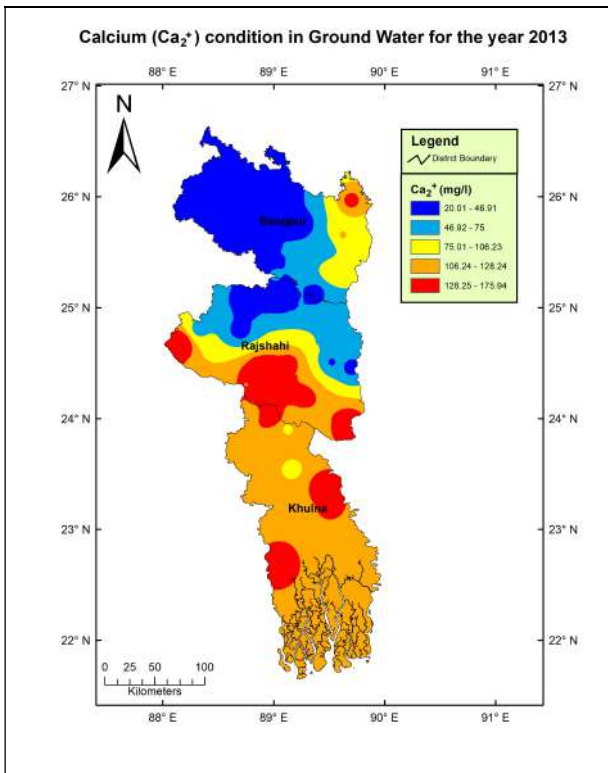 Calcium (Ca₂⁺) condition in Ground Water for the year 2013
88° E 89° E 90° E 91° E
27° N 27° N
N
Legend
District Boundary
Ca₂⁺ (mg/l)
20.01 - 46.91
46.92 - 75
75.01 - 106.23
106.24 - 128.24
128.25 - 175.94
26° N 26° N
Rangpur
25° N 25° N
Rajshahi
24° N 24° N
23° N 23° N
Khulna
22° N 22° N
0 25 50 100
Kilometers
88° E 89° E 90° E 91° E